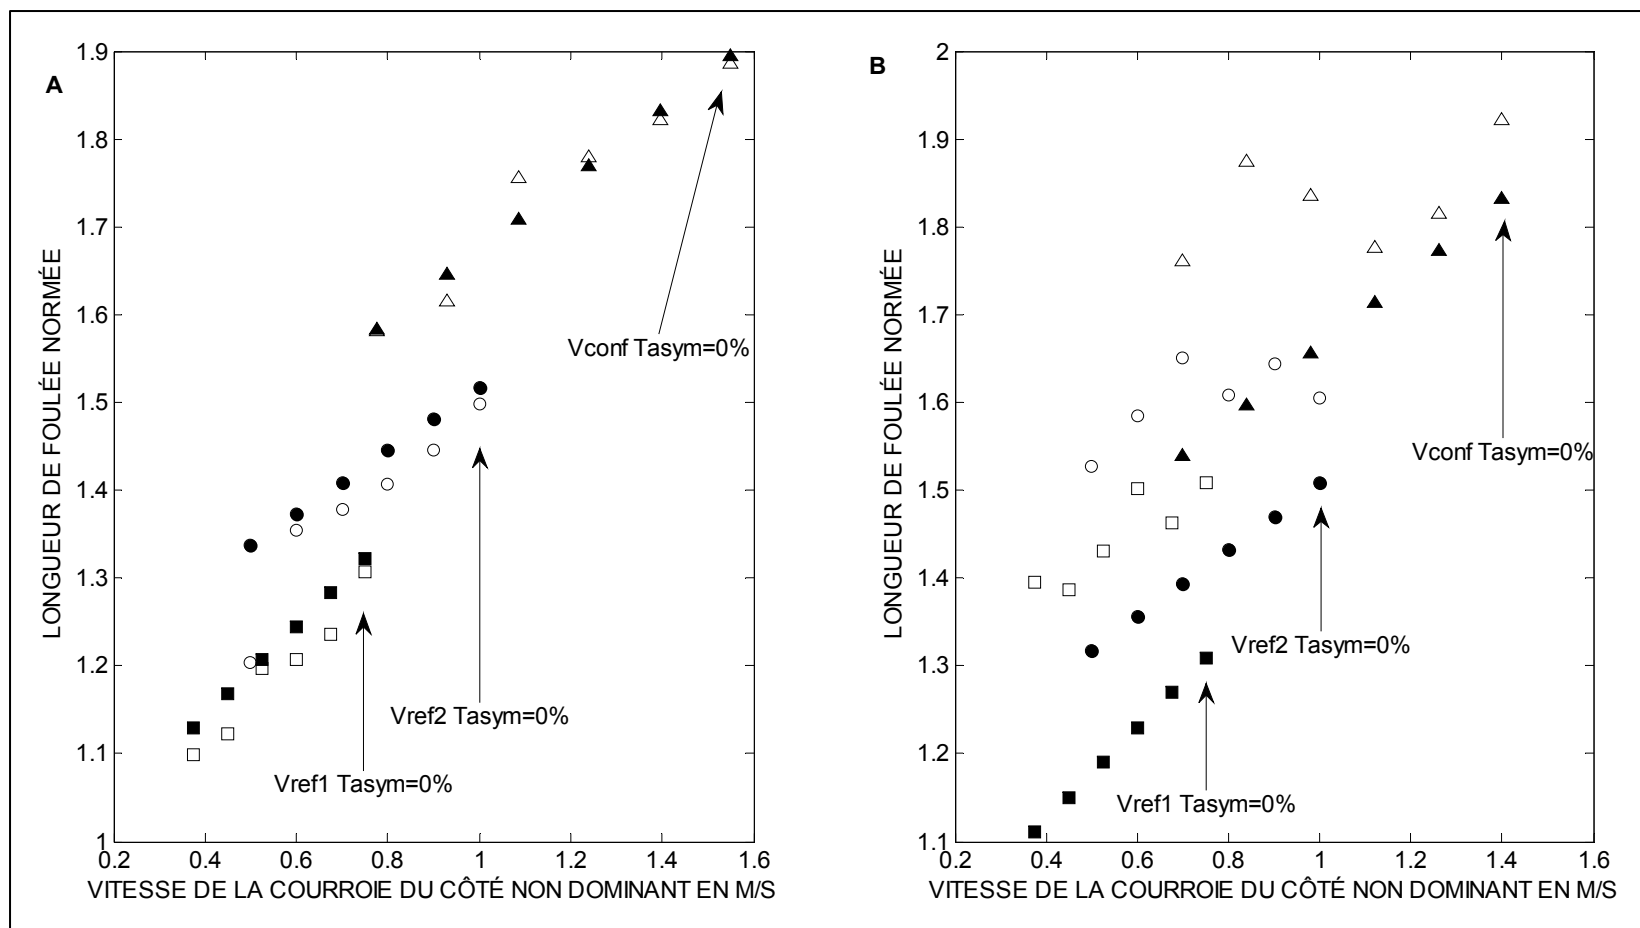 A
1.9
1.8
1.7
1.6
1.5
1.4
1.3
1.2
1.1
1
LONGUEUR DE FOULÉE NORMÉE
Vconf Tasym=0%
Vref2 Tasym=0%
Vref1 Tasym=0%
0.2 0.4 0.6 0.8 1 1.2 1.4 1.6
VITESSE DE LA COURROIE DU CÔTÉ NON DOMINANT EN M/S
B
2
1.9
1.8
1.7
1.6
1.5
1.4
1.3
1.2
1.1
LONGUEUR DE FOULÉE NORMÉE
Vconf Tasym=0%
Vref2 Tasym=0%
Vref1 Tasym=0%
0.2 0.4 0.6 0.8 1 1.2 1.4 1.6
VITESSE DE LA COURROIE DU CÔTÉ NON DOMINANT EN M/S